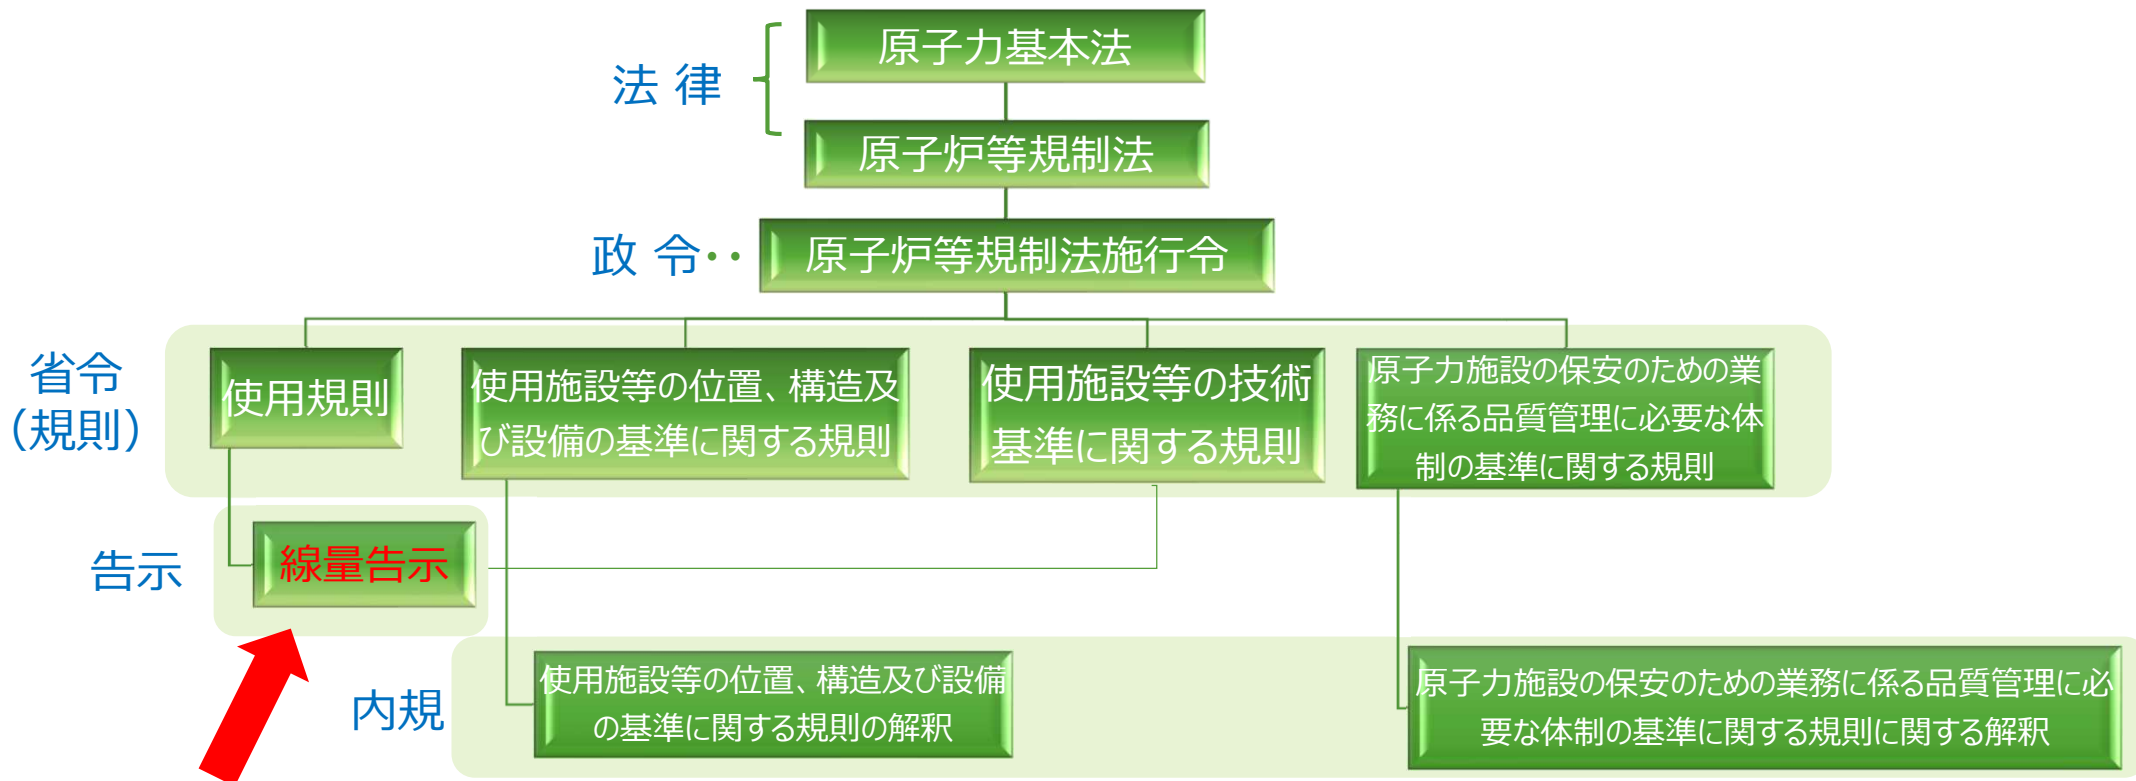 法 律
原子力基本法
原子炉等規制法
政 令‥
原子炉等規制法施行令
省令
（規則）
使用規則
使用施設等の位置、構造及
び設備の基準に関する規則
使用施設等の技術
基準に関する規則
原子力施設の保安のための業
務に係る品質管理に必要な体
制の基準に関する規則
告示
線量告示
内規
使用施設等の位置、構造及び設備
の基準に関する規則の解釈
原子力施設の保安のための業務に係る品質管理に必
要な体制の基準に関する規則に関する解釈